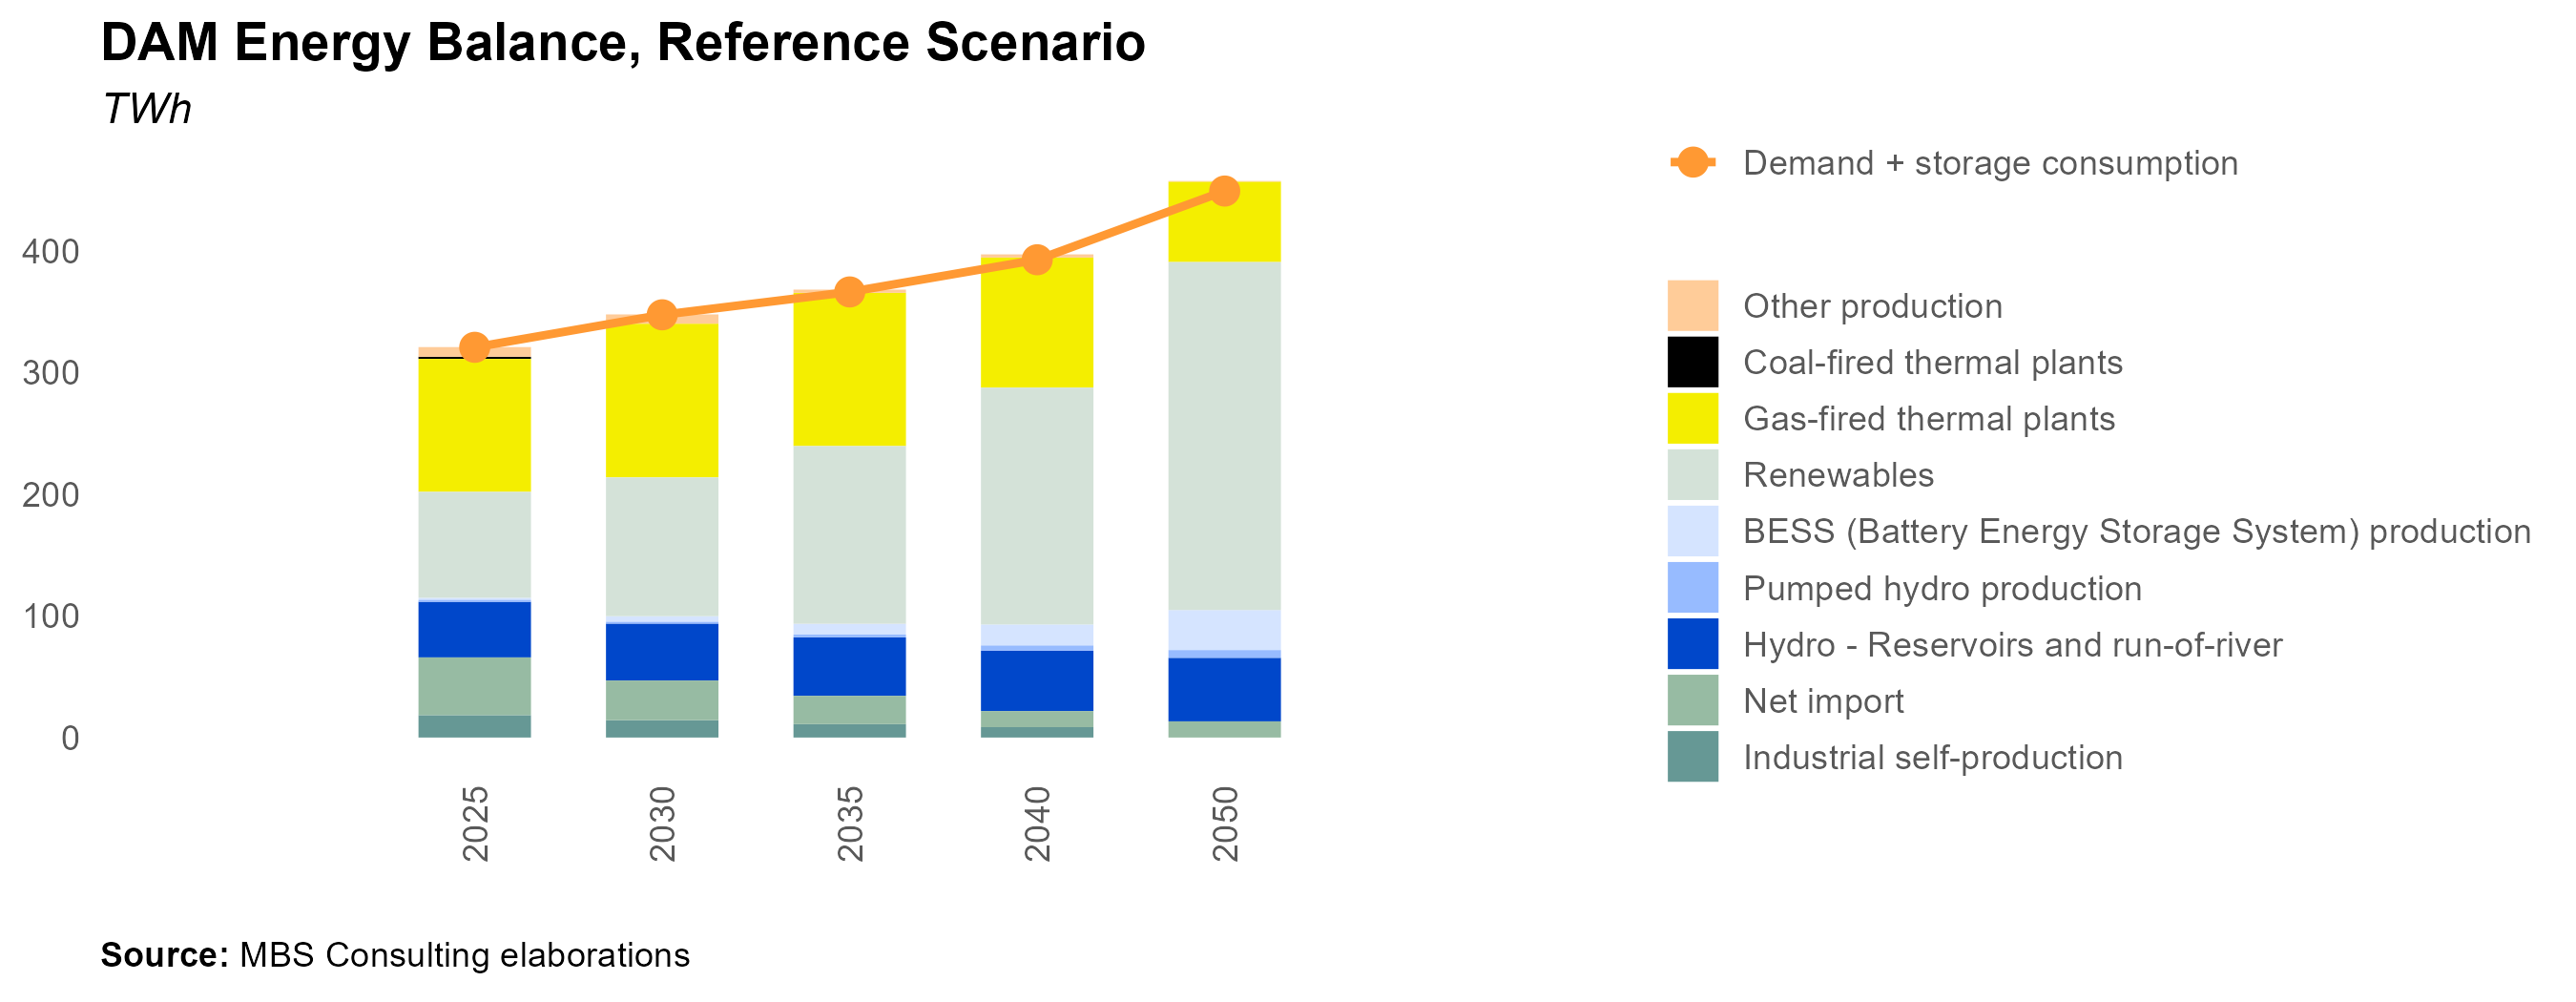 DAM Energy Balance, Reference Scenario
TWh
Demand + storage consumption
Other production
Coal-fired thermal plants
Gas-fired thermal plants
Renewables
BESS (Battery Energy Storage System) production
Pumped hydro production
Hydro - Reservoirs and run-of-river
Net import
Industrial self-production
400
300
200
100
0
2025
2030
2035
2040
2050
Source: MBS Consulting elaborations